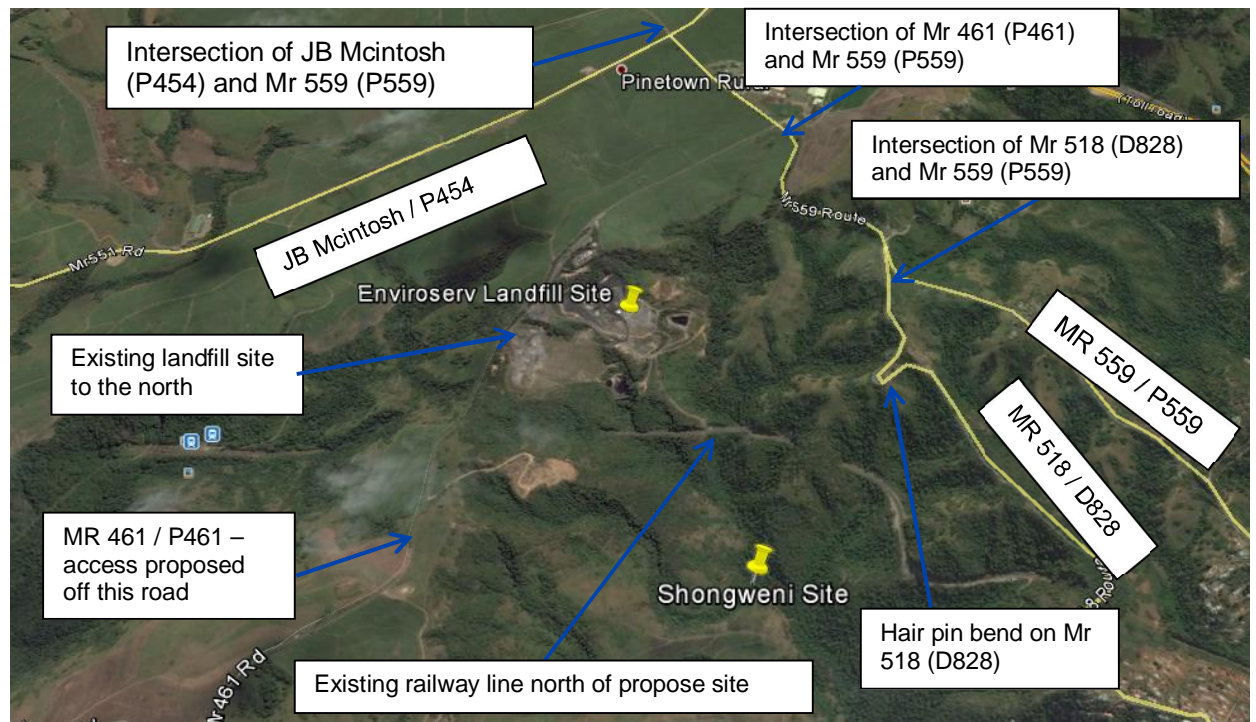 Intersection of JB Mcintosh
(P454) and Mr 559 (P559)
Intersection of Mr 461 (P461)
and Mr 559 (P559)
Pinetown Rural
(Toll road)
Intersection of Mr 518 (D828)
and Mr 559 (P559)
JB Mcintosh / P454
Mr559 Route
Mr551 Rd
Enviroserv Landfill Site
Existing landfill site
to the north
MR 559 / P559
MR 518 / D828
MR 461 / P461 –
access proposed
off this road
Shongweni Site
Hair pin bend on Mr
518 (D828)
Existing railway line north of propose site
Mr 461 Rd